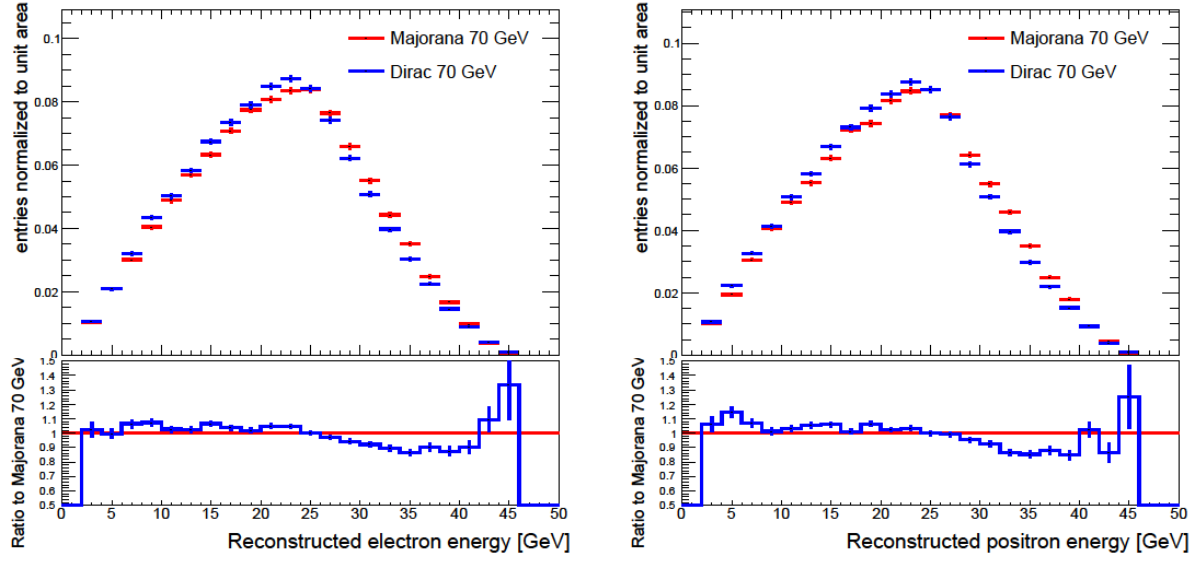 entries normalized to unit area
0.1
0.08
0.06
0.04
0.02
0
Majorana 70 GeV
Dirac 70 GeV
Ratio to Majorana 70 GeV
1.5
1.4
1.3
1.2
1.1
1
0.9
0.8
0.7
0.6
0.5
0 5 10 15 20 25 30 35 40 45 50
Reconstructed electron energy [GeV]
entries normalized to unit area
0.1
0.08
0.06
0.04
0.02
0
Majorana 70 GeV
Dirac 70 GeV
Ratio to Majorana 70 GeV
1.5
1.4
1.3
1.2
1.1
1
0.9
0.8
0.7
0.6
0.5
0 5 10 15 20 25 30 35 40 45 50
Reconstructed positron energy [GeV]